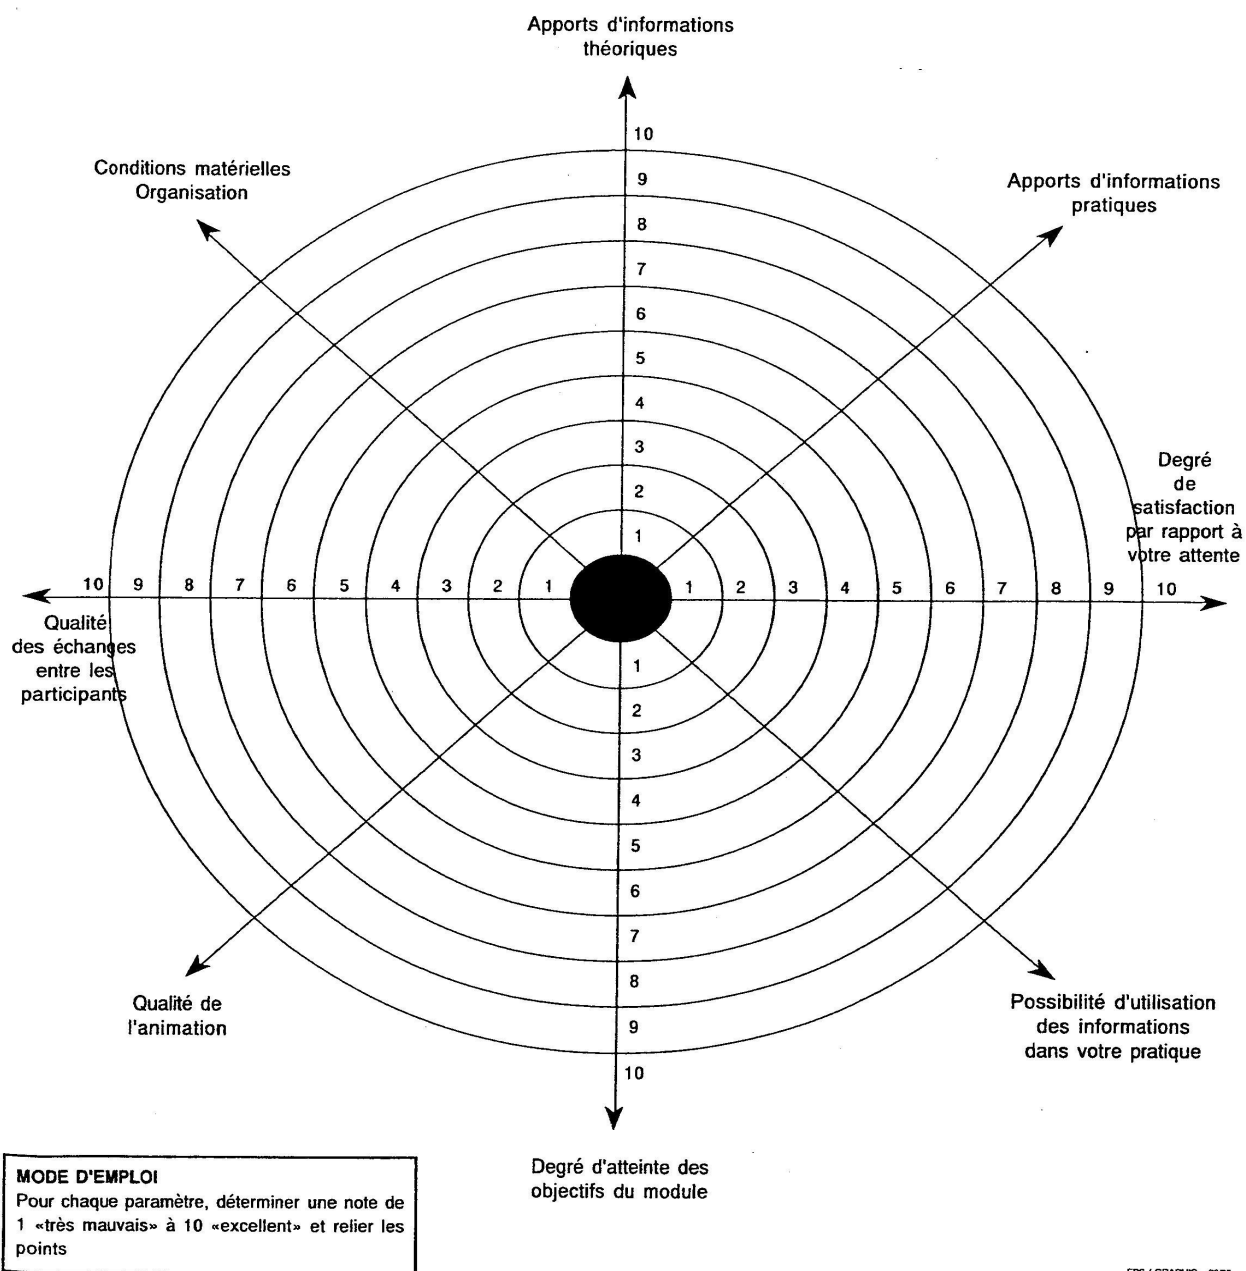 Apports d'informations
théoriques
Conditions matérielles
Organisation
Apports d'informations
pratiques
10
9
8
7
6
5
4
3
2
1
Degré
de
satisfaction
par rapport à
votre attente
10 9 8 7 6 5 4 3 2 1 1 2 3 4 5 6 7 8 9 10
Qualité
des échanges
entre les
participants
1
2
3
4
5
6
7
8
9
10
Qualité de
l'animation
Possibilité d'utilisation
des informations
dans votre pratique
Degré d'atteinte des
objectifs du module
MODE D'EMPLOI
Pour chaque paramètre, déterminer une note de
1 «très mauvais» à 10 «excellent» et relier les
points